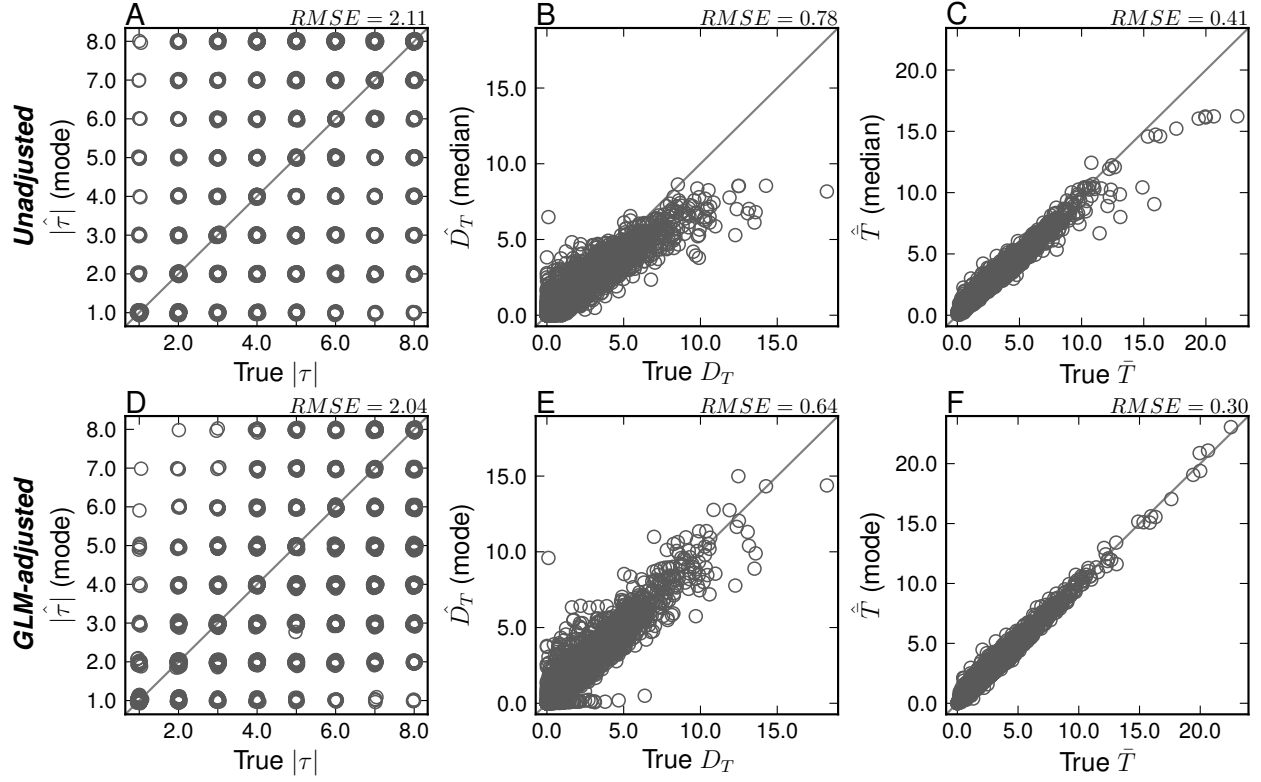 A
RMSE = 2.11
B
RMSE = 0.78
C
RMSE = 0.41
Unadjusted
|τ̂| (mode)
8.0
7.0
6.0
5.0
4.0
3.0
2.0
1.0
2.0 4.0 6.0 8.0
True |τ|
D̂_T (median)
15.0
10.0
5.0
0.0
0.0 5.0 10.0 15.0
True D_T
T̄̂ (median)
20.0
15.0
10.0
5.0
0.0
0.0 5.0 10.0 15.0 20.0
True T̄
D
RMSE = 2.04
E
RMSE = 0.64
F
RMSE = 0.30
GLM-adjusted
|τ̂| (mode)
8.0
7.0
6.0
5.0
4.0
3.0
2.0
1.0
2.0 4.0 6.0 8.0
True |τ|
D̂_T (mode)
15.0
10.0
5.0
0.0
0.0 5.0 10.0 15.0
True D_T
T̄̂ (mode)
20.0
15.0
10.0
5.0
0.0
0.0 5.0 10.0 15.0 20.0
True T̄